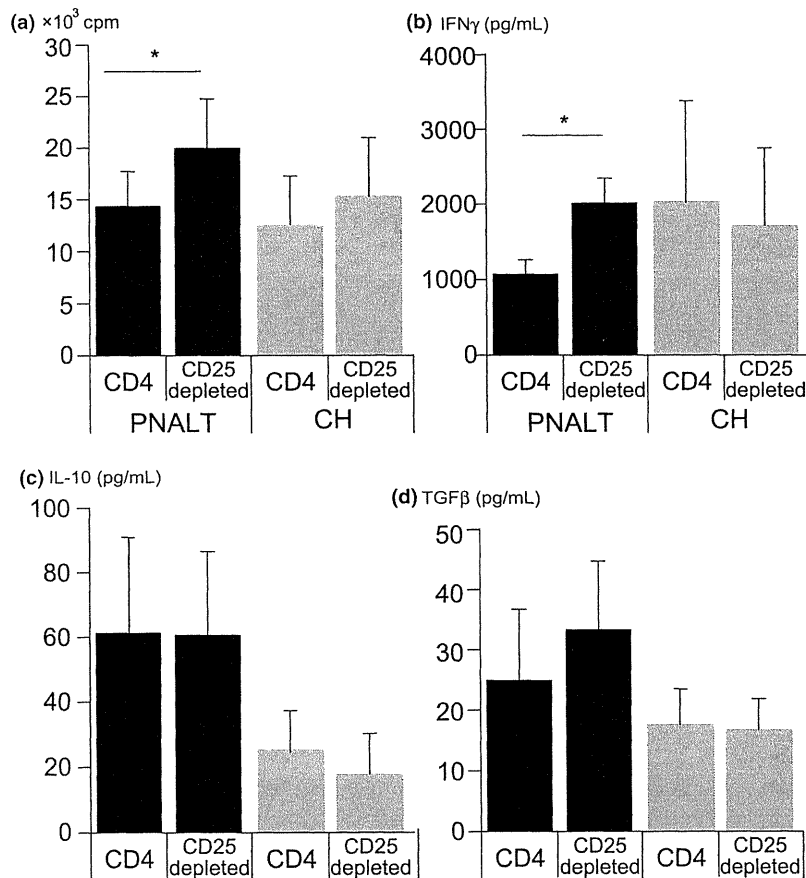 (a) ×10³ cpm
30
25
20
15
10
5
0
*
CD4
CD25 depleted
CD4
CD25 depleted
PNALT
CH
(b) IFNγ (pg/mL)
4000
3000
2000
1000
0
*
CD4
CD25 depleted
CD4
CD25 depleted
PNALT
CH
(c) IL-10 (pg/mL)
100
80
60
40
20
0
CD4
CD25 depleted
CD4
CD25 depleted
(d) TGFβ (pg/mL)
50
40
30
20
10
0
CD4
CD25 depleted
CD4
CD25 depleted